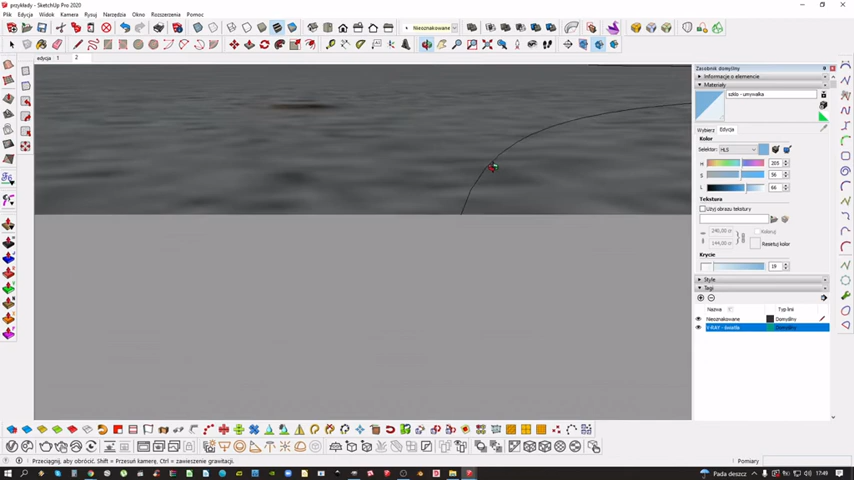 przykłady - SketchUp Pro 2020
Plik Edycja Widok Kamera Rysuj Narzędzia Okno Rozszerzenia Pomoc
Nieoznakowane
edycja 1 2
Zasobnik domyślny
Informacje o elemencie
Materiały
szkło - umywalka
Wybierz Edycja
Kolor
Selektor: HLS
H 205
S 56
L 66
Tekstura
Użyj obrazu tekstury
240,00
144,00
Koloruj
Resetuj kolor
Krycie
19
Style
Tagi
Nazwa Typ linii
Nieoznakowane Domyślny
V-RAY - światła Domyślny
Przeciągnij, aby obrócić. Shift = Przesuń kamerę, Ctrl = zawieszenie grawitacji.
Pomiary
Pada deszcz 17:49